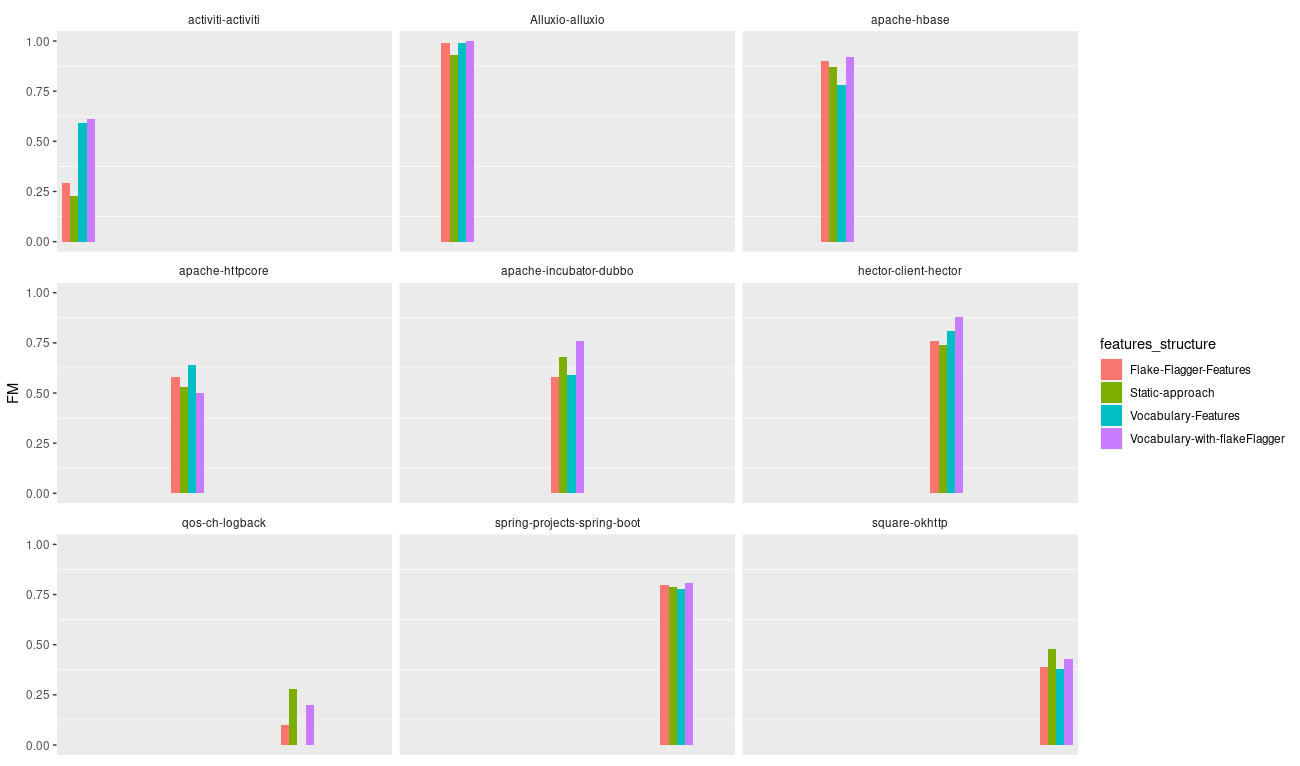 activiti-activiti
Alluxio-alluxio
apache-hbase
1.00
0.75
0.50
0.25
0.00
apache-httpcore
apache-incubator-dubbo
hector-client-hector
1.00
0.75
0.50
0.25
0.00
FM
qos-ch-logback
spring-projects-spring-boot
square-okhttp
1.00
0.75
0.50
0.25
0.00
features_structure
Flake-Flagger-Features
Static-approach
Vocabulary-Features
Vocabulary-with-flakeFlagger